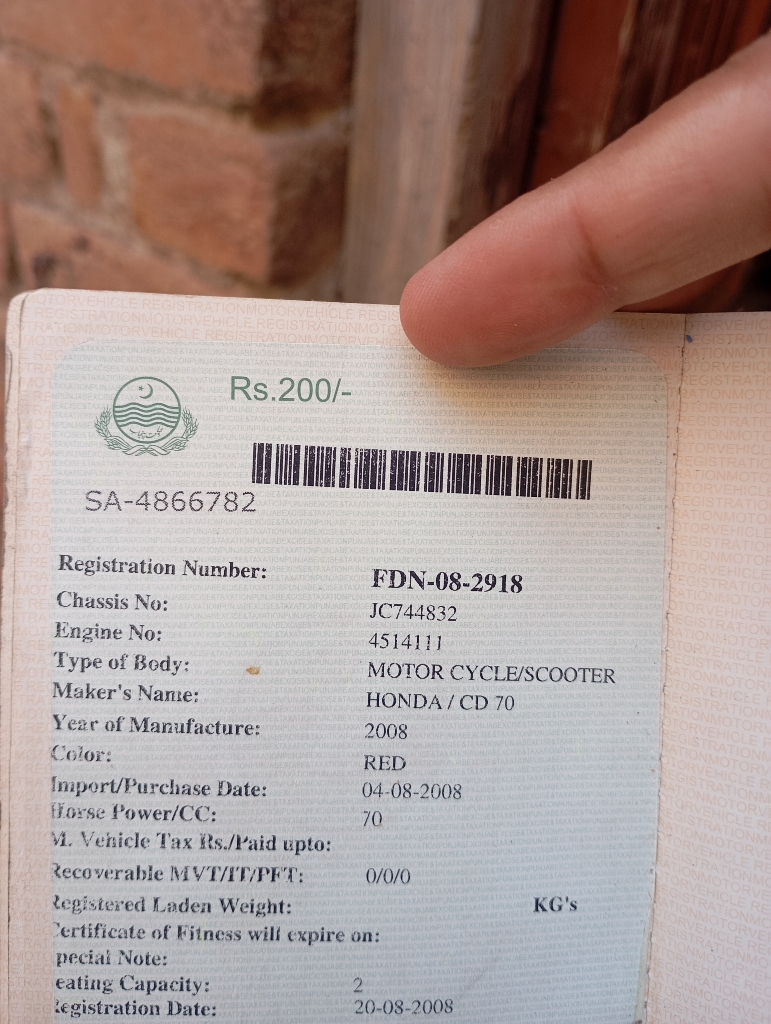 Rs.200/-
SA-4866782
Registration Number: FDN-08-2918
Chassis No: JC744832
Engine No: 4514111
Type of Body: MOTOR CYCLE/SCOOTER
Maker's Name: HONDA / CD 70
Year of Manufacture: 2008
Color: RED
Import/Purchase Date: 04-08-2008
Horse Power/CC: 70
M. Vehicle Tax Rs./Paid upto:
Recoverable MVT/IT/PFT: 0/0/0
Registered Laden Weight: KG's
Certificate of Fitness will expire on:
pecial Note:
eating Capacity: 2
Registration Date: 20-08-2008